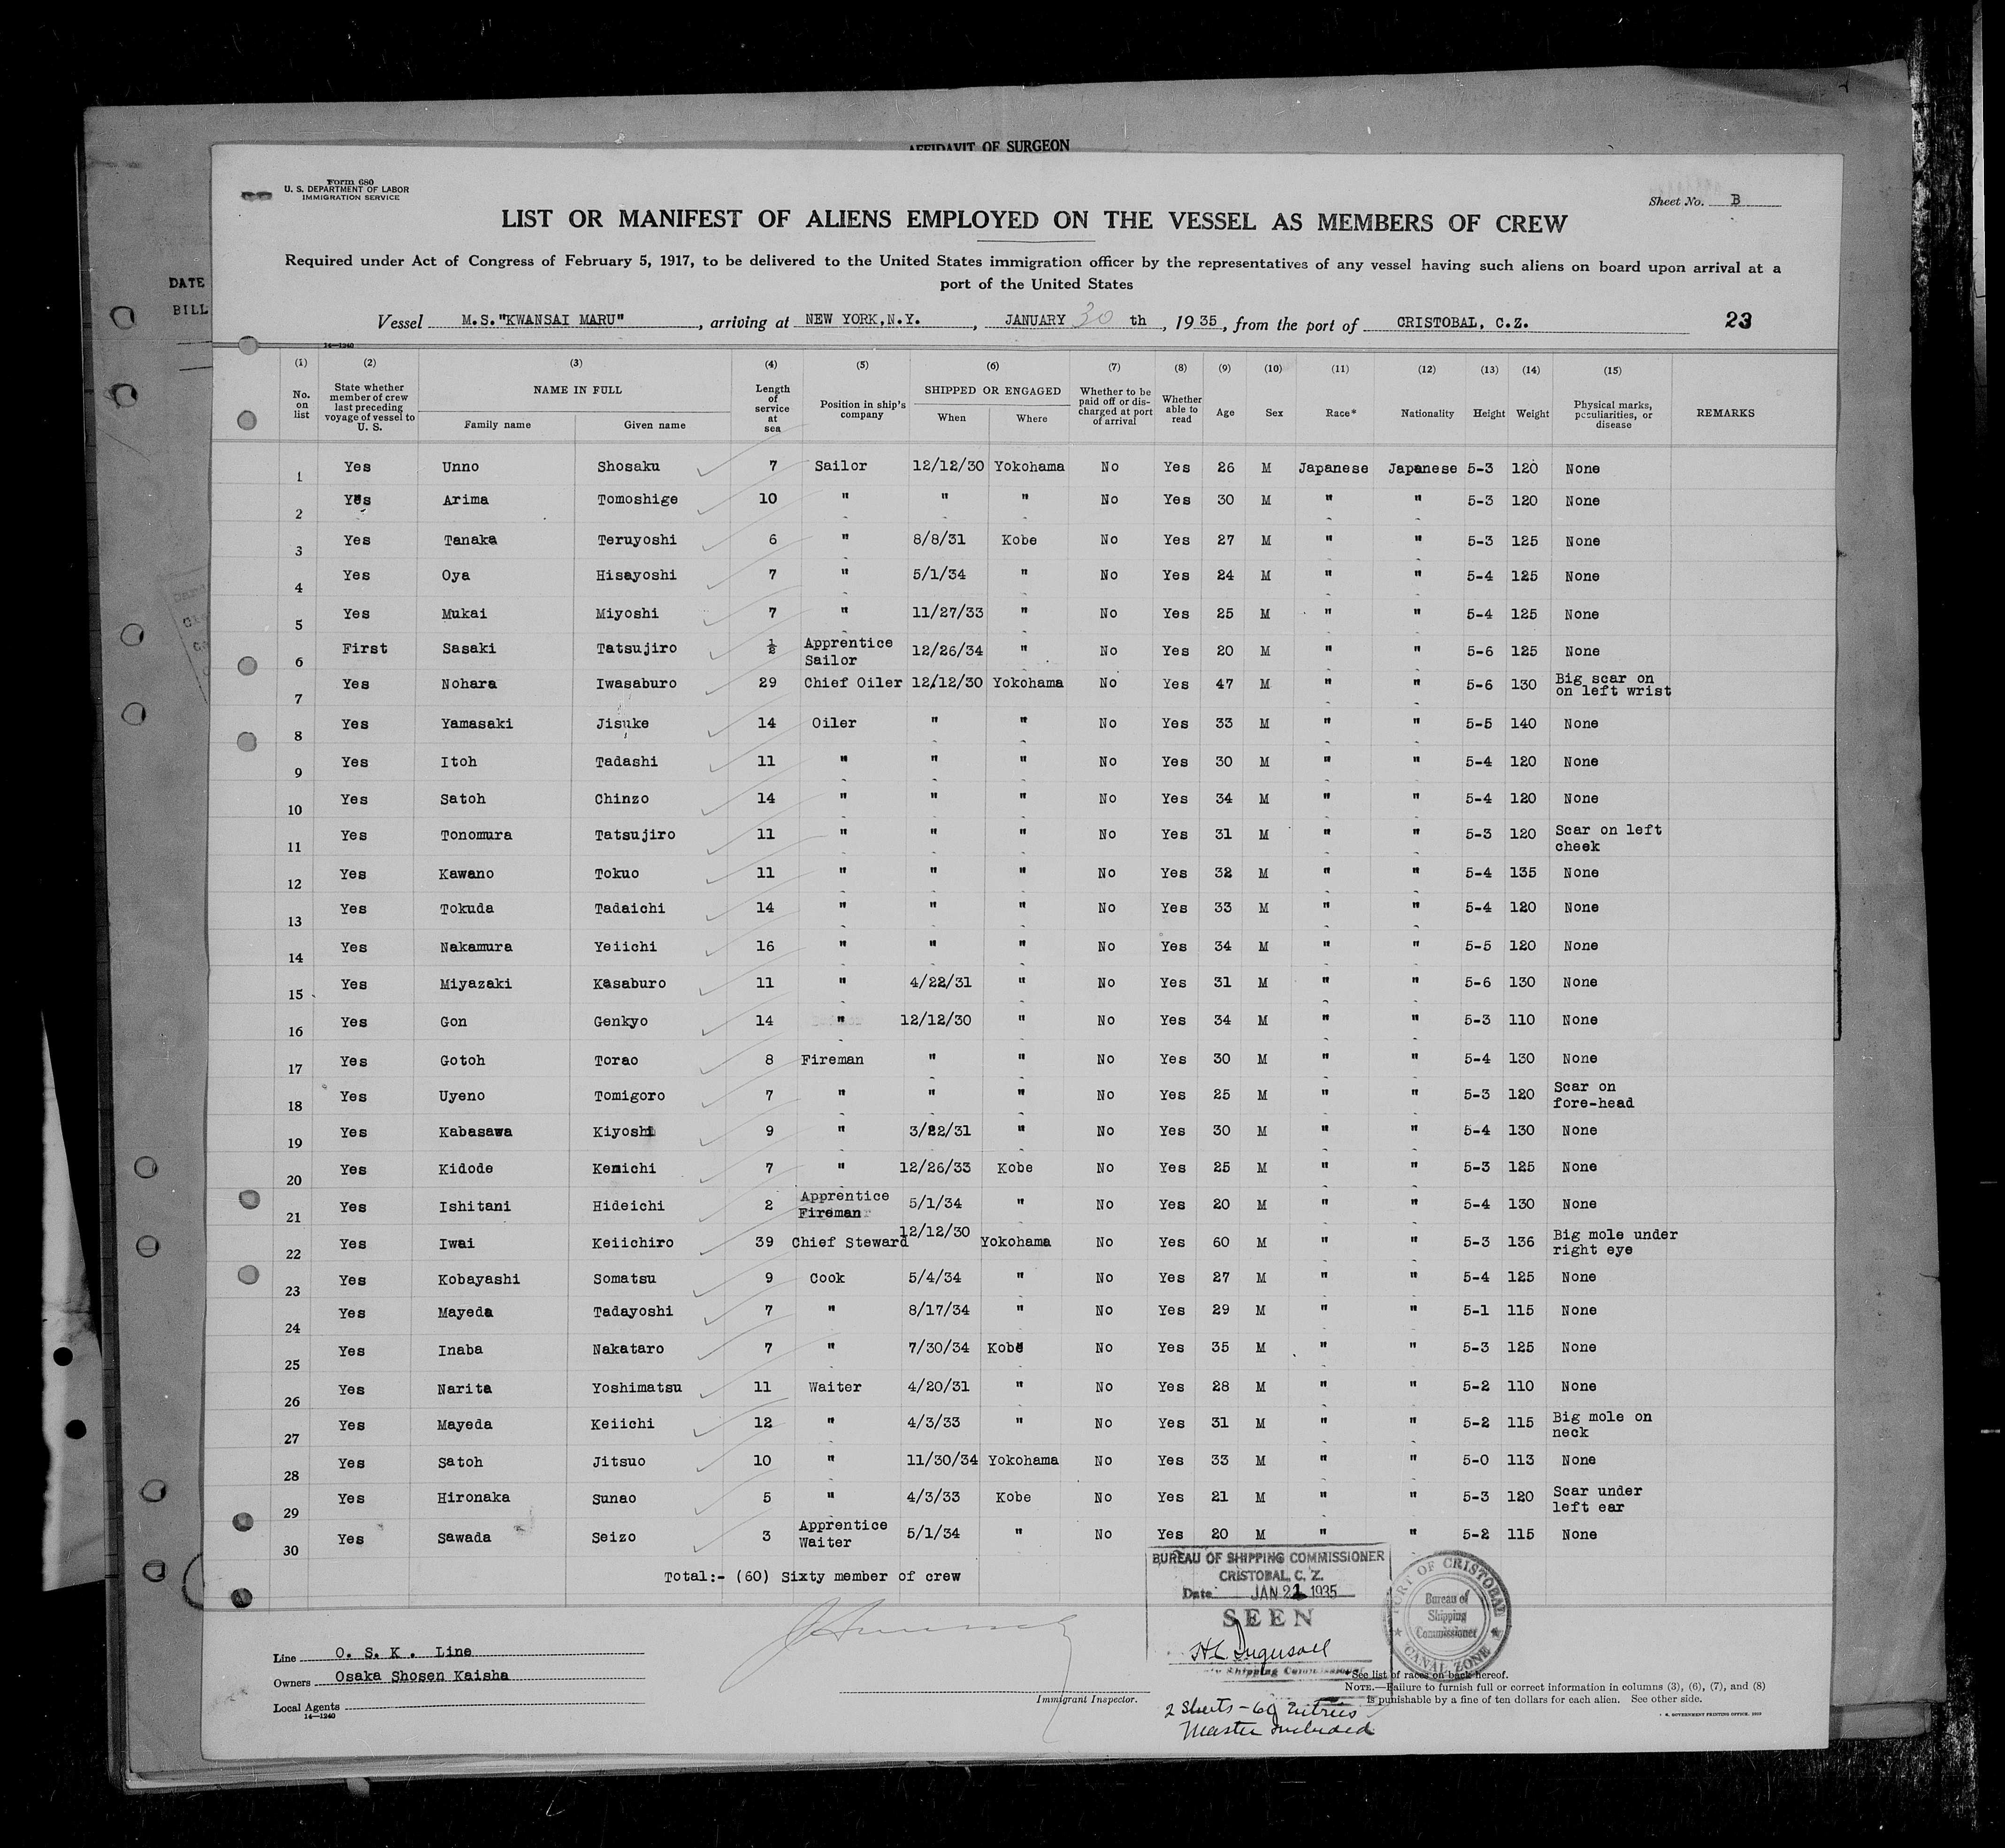 AFFIDAVIT OF SURGEON
Form 680
U. S. DEPARTMENT OF LABOR
IMMIGRATION SERVICE
Sheet No. B
LIST OR MANIFEST OF ALIENS EMPLOYED ON THE VESSEL AS MEMBERS OF CREW
Required under Act of Congress of February 5, 1917, to be delivered to the United States immigration officer by the representatives of any vessel having such aliens on board upon arrival at a
port of the United States
DATE
BILL
Vessel M.S."KWANSAI MARU", arriving at NEW YORK,N.Y., JANUARY 30 th, 1935, from the port of CRISTOBAL, C.Z. 23
14—1240
(1) (2) (3) (4) (5) (6) (7) (8) (9) (10) (11) (12) (13) (14) (15)
No. on list | State whether member of crew last preceding voyage of vessel to U. S. | NAME IN FULL Family name Given name | Length of service at sea | Position in ship's company | SHIPPED OR ENGAGED When Where | Whether to be paid off or discharged at port of arrival | Whether able to read | Age | Sex | Race* | Nationality | Height | Weight | Physical marks, peculiarities, or disease | REMARKS
1 Yes Unno Shosaku 7 Sailor 12/12/30 Yokohama No Yes 26 M Japanese Japanese 5-3 120 None
2 Yes Arima Tomoshige 10 " " " No Yes 30 M " " 5-3 120 None
3 Yes Tanaka Teruyoshi 6 " 8/8/31 Kobe No Yes 27 M " " 5-3 125 None
4 Yes Oya Hisayoshi 7 " 5/1/34 " No Yes 24 M " " 5-4 125 None
5 Yes Mukai Miyoshi 7 " 11/27/33 " No Yes 25 M " " 5-4 125 None
6 First Sasaki Tatsujiro ½ Apprentice Sailor 12/26/34 " No Yes 20 M " " 5-6 125 None
7 Yes Nohara Iwasaburo 29 Chief Oiler 12/12/30 Yokohama No Yes 47 M " " 5-6 130 Big scar on on left wrist
8 Yes Yamasaki Jisuke 14 Oiler " " No Yes 33 M " " 5-5 140 None
9 Yes Itoh Tadashi 11 " " " No Yes 30 M " " 5-4 120 None
10 Yes Satoh Chinzo 14 " " " No Yes 34 M " " 5-4 120 None
11 Yes Tonomura Tatsujiro 11 " " " No Yes 31 M " " 5-3 120 Scar on left cheek
12 Yes Kawano Tokuo 11 " " " No Yes 32 M " " 5-4 135 None
13 Yes Tokuda Tadaichi 14 " " " No Yes 33 M " " 5-4 120 None
14 Yes Nakamura Yeiichi 16 " " " No Yes 34 M " " 5-5 120 None
15 Yes Miyazaki Kasaburo 11 " 4/22/31 " No Yes 31 M " " 5-6 130 None
16 Yes Gon Genkyo 14 " 12/12/30 " No Yes 34 M " " 5-3 110 None
17 Yes Gotoh Torao 8 Fireman " " No Yes 30 M " " 5-4 130 None
18 Yes Uyeno Tomigoro 7 " " " No Yes 25 M " " 5-3 120 Scar on fore-head
19 Yes Kabasawa Kiyoshi 9 " 3/22/31 " No Yes 30 M " " 5-4 130 None
20 Yes Kidode Kenichi 7 " 12/26/33 Kobe No Yes 25 M " " 5-3 125 None
21 Yes Ishitani Hideichi 2 Apprentice Fireman 5/1/34 " No Yes 20 M " " 5-4 130 None
22 Yes Iwai Keiichiro 39 Chief Steward 12/12/30 Yokohama No Yes 60 M " " 5-3 136 Big mole under right eye
23 Yes Kobayashi Somatsu 9 Cook 5/4/34 " No Yes 27 M " " 5-4 125 None
24 Yes Mayeda Tadayoshi 7 " 8/17/34 " No Yes 29 M " " 5-1 115 None
25 Yes Inaba Nakataro 7 " 7/30/34 Kobe No Yes 35 M " " 5-3 125 None
26 Yes Narita Yoshimatsu 11 Waiter 4/20/31 " No Yes 28 M " " 5-2 110 None
27 Yes Mayeda Keiichi 12 " 4/3/33 " No Yes 31 M " " 5-2 115 Big mole on neck
28 Yes Satoh Jitsuo 10 " 11/30/34 Yokohama No Yes 33 M " " 5-0 113 None
29 Yes Hironaka Sunao 5 " 4/3/33 Kobe No Yes 21 M " " 5-3 120 Scar under left ear
30 Yes Sawada Seizo 3 Apprentice Waiter 5/1/34 " No Yes 20 M " " 5-2 115 None
Total:- (60) Sixty member of crew
BUREAU OF SHIPPING COMMISSIONER
CRISTOBAL, C. Z.
Date JAN 21 1935
SEEN
Shipping Commissioner
PORT OF CRISTOBAL
Bureau of
Shipping
Commissioner
CANAL ZONE
Line O. S. K. Line
Owners Osaka Shosen Kaisha
Local Agents
14—1240
Immigrant Inspector.
*See list of races on back hereof.
NOTE.—Failure to furnish full or correct information in columns (3), (6), (7), and (8)
is punishable by a fine of ten dollars for each alien. See other side.
U. S. GOVERNMENT PRINTING OFFICE
2 Sheets - 60 Entries
Master Included